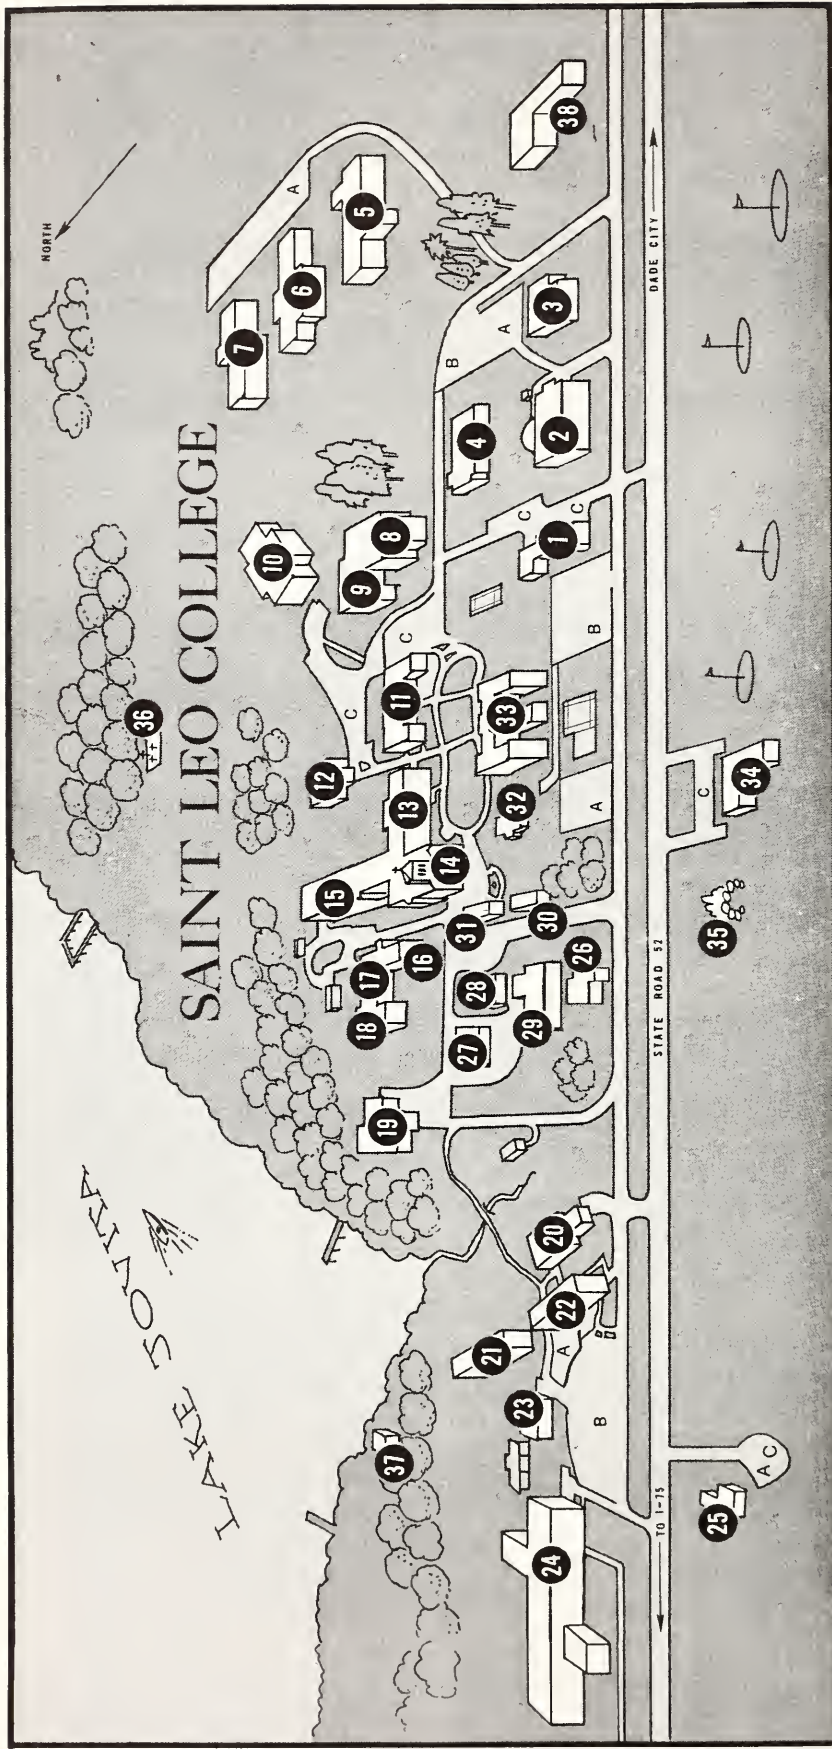 SAINT LEO COLLEGE
LAKE JOVITA
NORTH
STATE ROAD 52
DADE CITY
TO I-75
1
2
3
4
5
6
7
8
9
10
11
12
13
14
15
16
17
18
19
20
21
22
23
24
25
26
27
28
29
30
31
32
33
34
35
36
37
38
A
A
B
C
C
C
C
B
A
C
A
B
A C